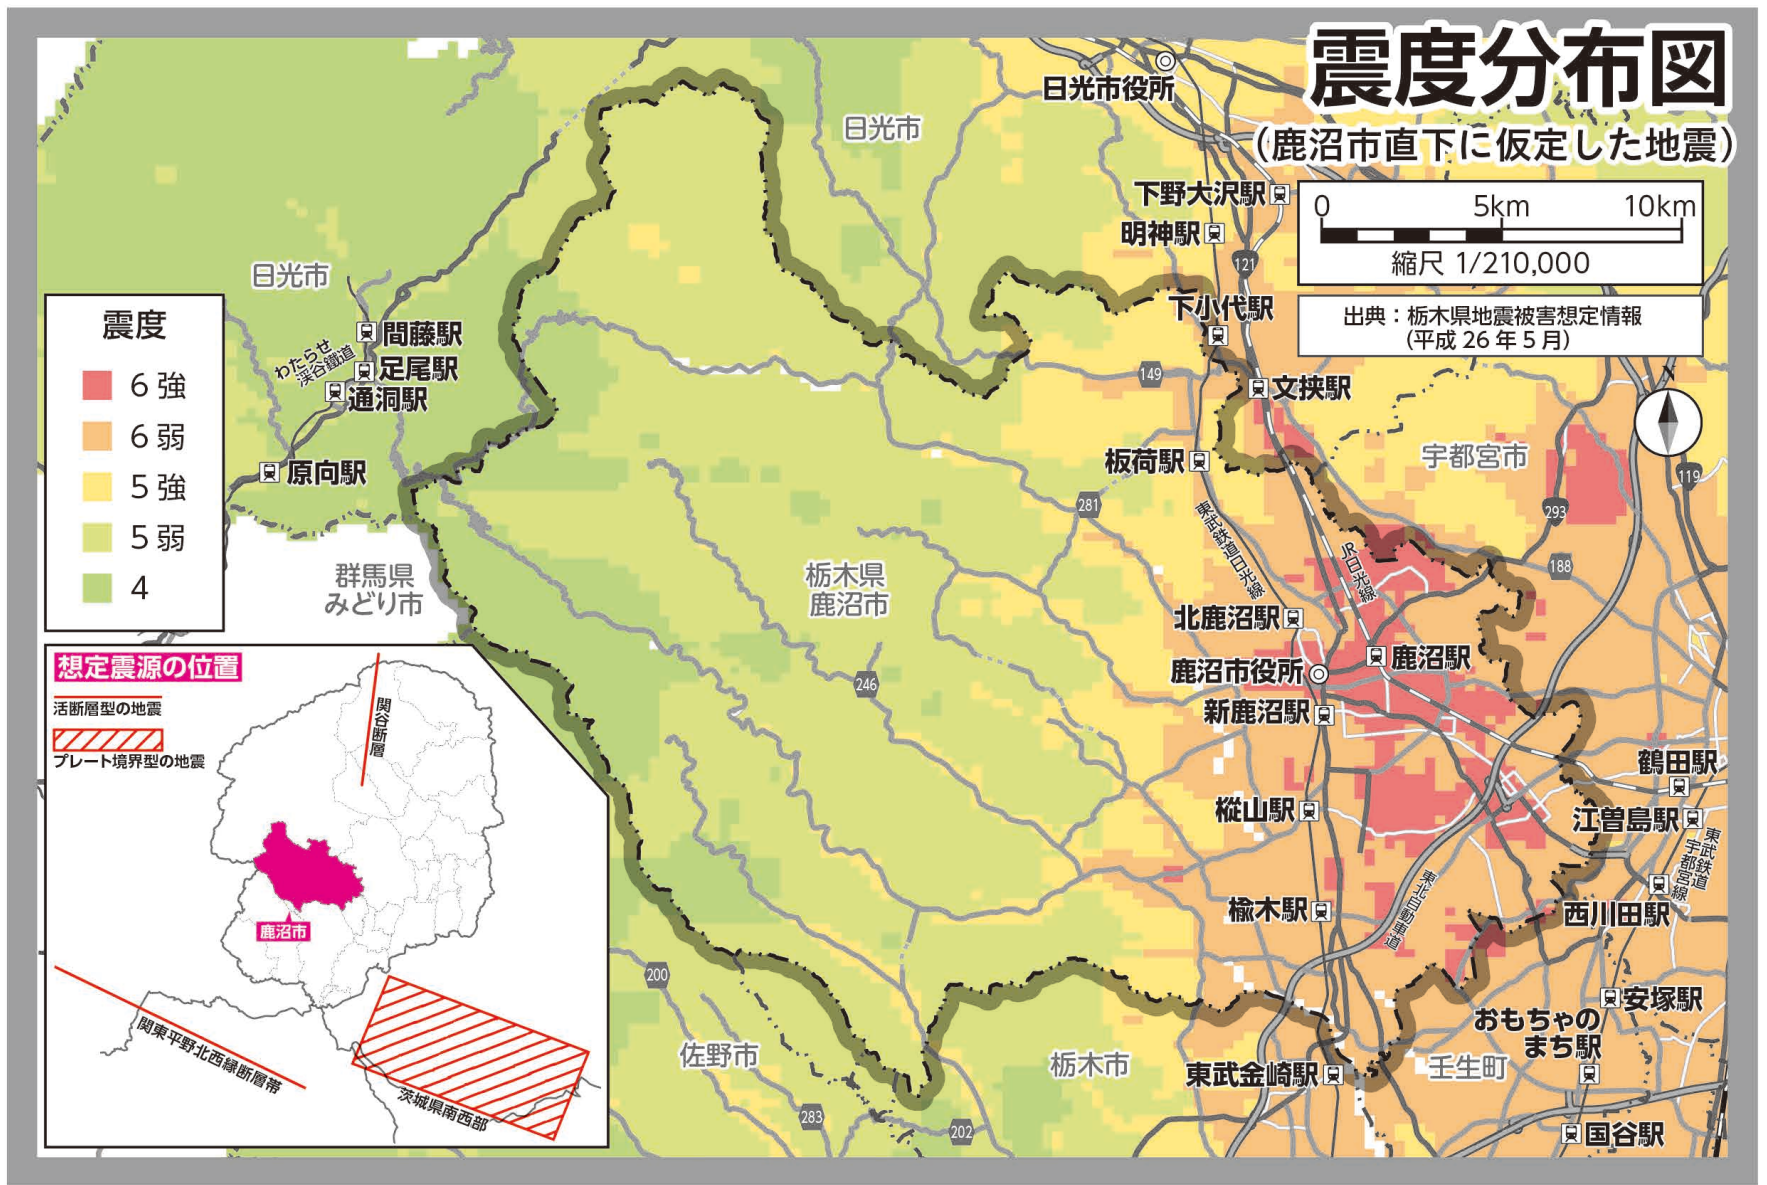 震度分布図
（鹿沼市直下に仮定した地震）
0 5km 10km
縮尺 1/210,000
出典：栃木県地震被害想定情報
（平成26年5月）
N
日光市役所
日光市
下野大沢駅
明神駅
121
下小代駅
文挟駅
149
板荷駅
宇都宮市
119
293
281
188
東武鉄道日光線
JR日光線
日光市
間藤駅
わたらせ
渓谷鐵道
足尾駅
通洞駅
原向駅
震度
6強
6弱
5強
5弱
4
群馬県
みどり市
栃木県
鹿沼市
北鹿沼駅
鹿沼駅
鹿沼市役所
246
新鹿沼駅
鶴田駅
樅山駅
江曽島駅
東武鉄道
宇都宮線
東北自動車道
楡木駅
西川田駅
安塚駅
おもちゃの
まち駅
200
佐野市
栃木市
東武金崎駅
壬生町
283
202
国谷駅
想定震源の位置
活断層型の地震
プレート境界型の地震
関谷断層
鹿沼市
関東平野北西縁断層帯
茨城県南西部